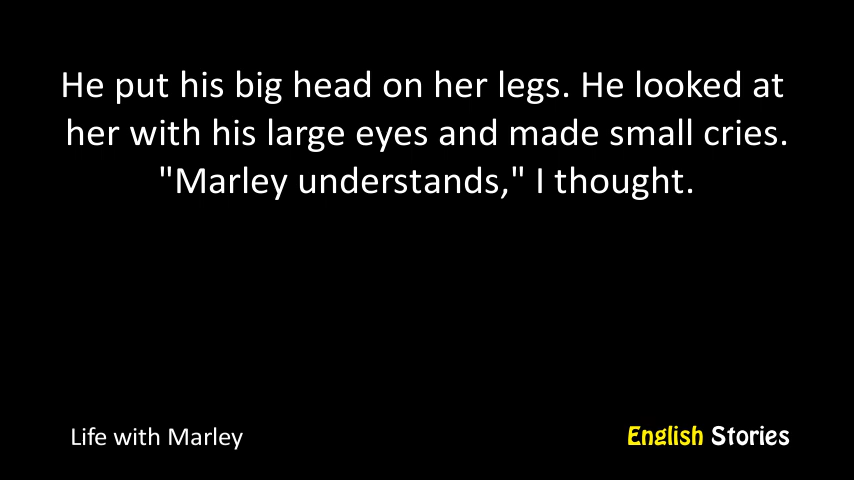 He put his big head on her legs. He looked at
her with his large eyes and made small cries.
"Marley understands," I thought.
Life with Marley
English Stories